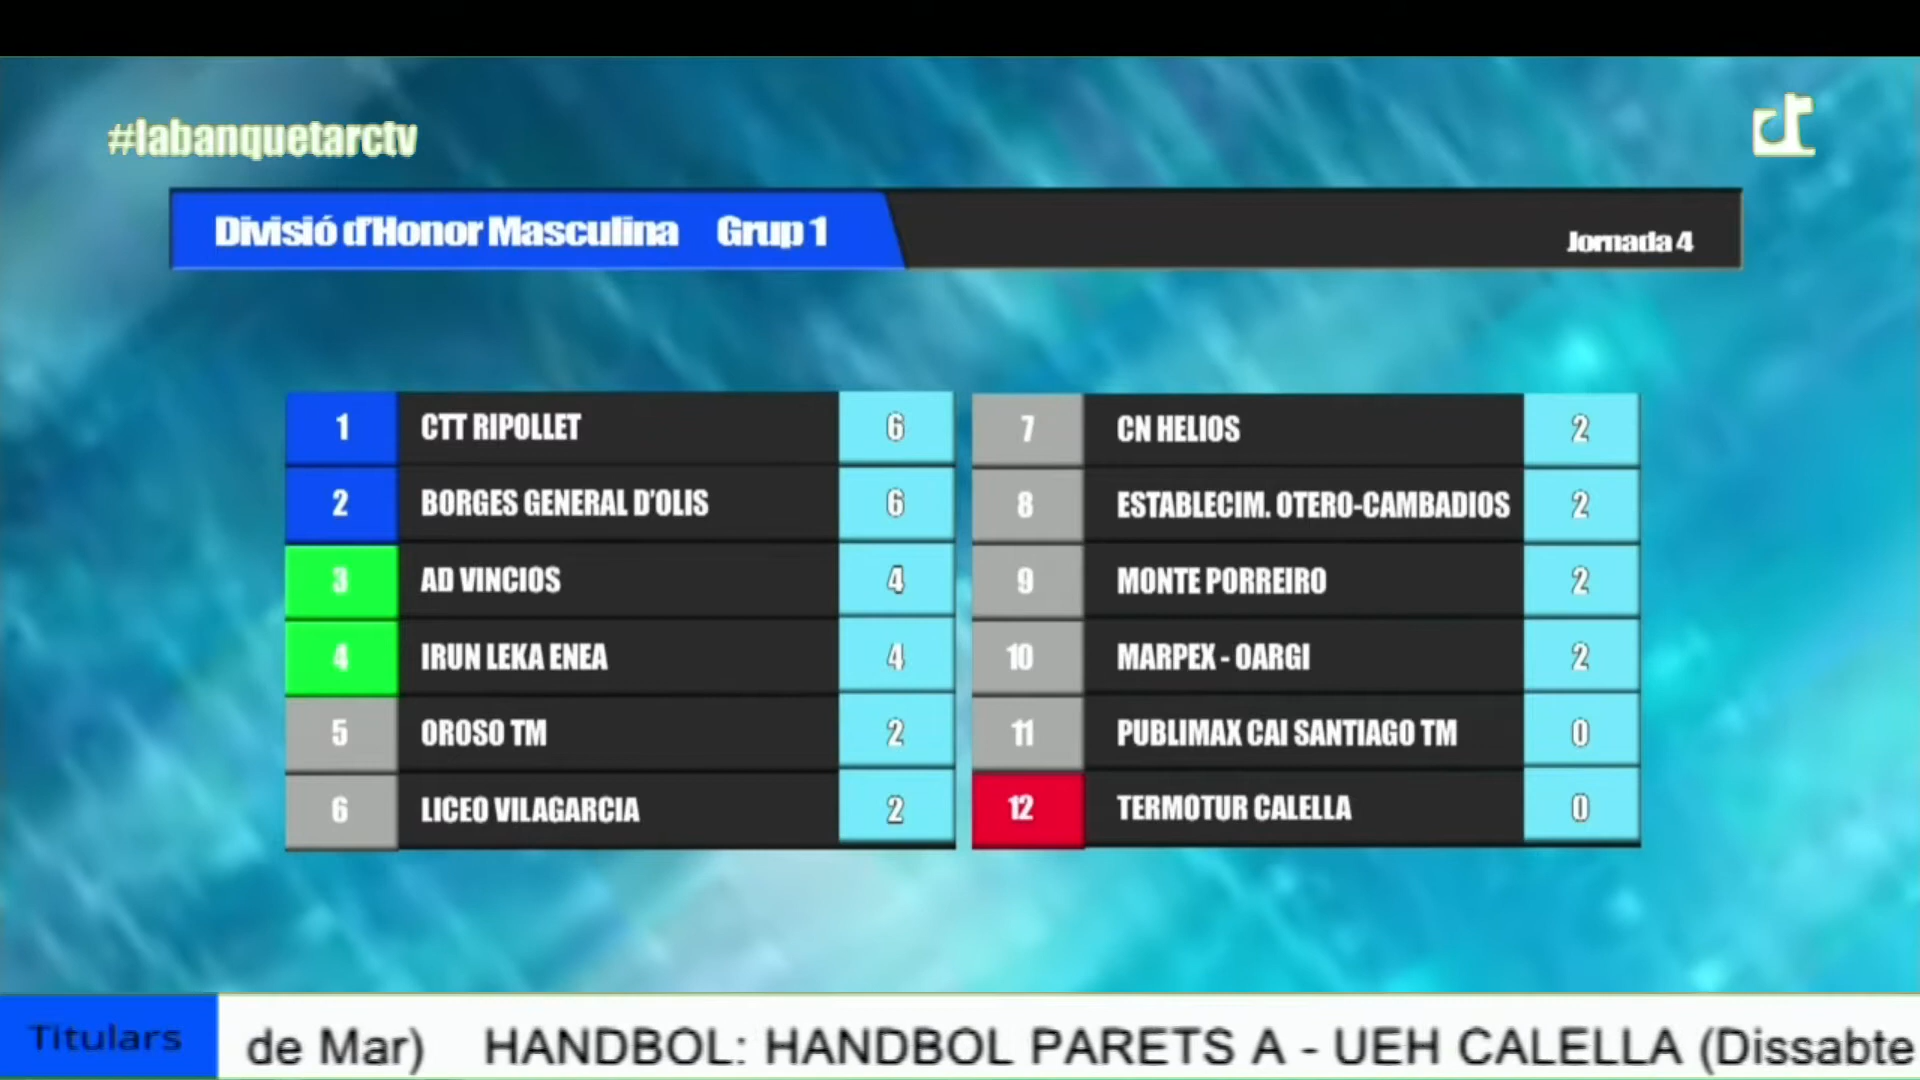 #labanquetarctv
Divisió d'Honor Masculina Grup 1
Jornada 4
1 CTT RIPOLLET 6
2 BORGES GENERAL D'OLIS 6
3 AD VINCIOS 4
4 IRUN LEKA ENEA 4
5 OROSO TM 2
6 LICEO VILAGARCIA 2
7 CN HELIOS 2
8 ESTABLECIM. OTERO-CAMBADIOS 2
9 MONTE PORREIRO 2
10 MARPEX - OARGI 2
11 PUBLIMAX CAI SANTIAGO TM 0
12 TERMOTUR CALELLA 0
Titulars de Mar) HANDBOL: HANDBOL PARETS A - UEH CALELLA (Dissabte